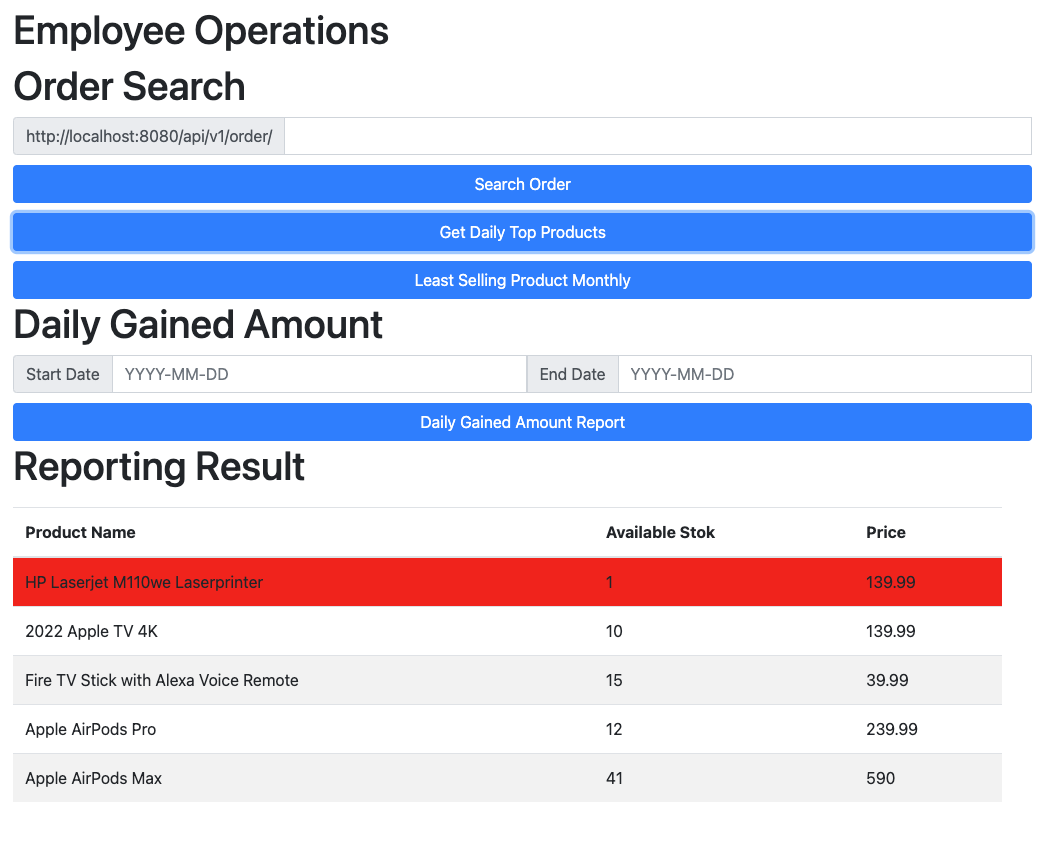 Employee Operations
Order Search
http://localhost:8080/api/v1/order/
Search Order
Get Daily Top Products
Least Selling Product Monthly
Daily Gained Amount
Start Date YYYY-MM-DD End Date YYYY-MM-DD
Daily Gained Amount Report
Reporting Result
Product Name Available Stok Price
HP Laserjet M110we Laserprinter 1 139.99
2022 Apple TV 4K 10 139.99
Fire TV Stick with Alexa Voice Remote 15 39.99
Apple AirPods Pro 12 239.99
Apple AirPods Max 41 590